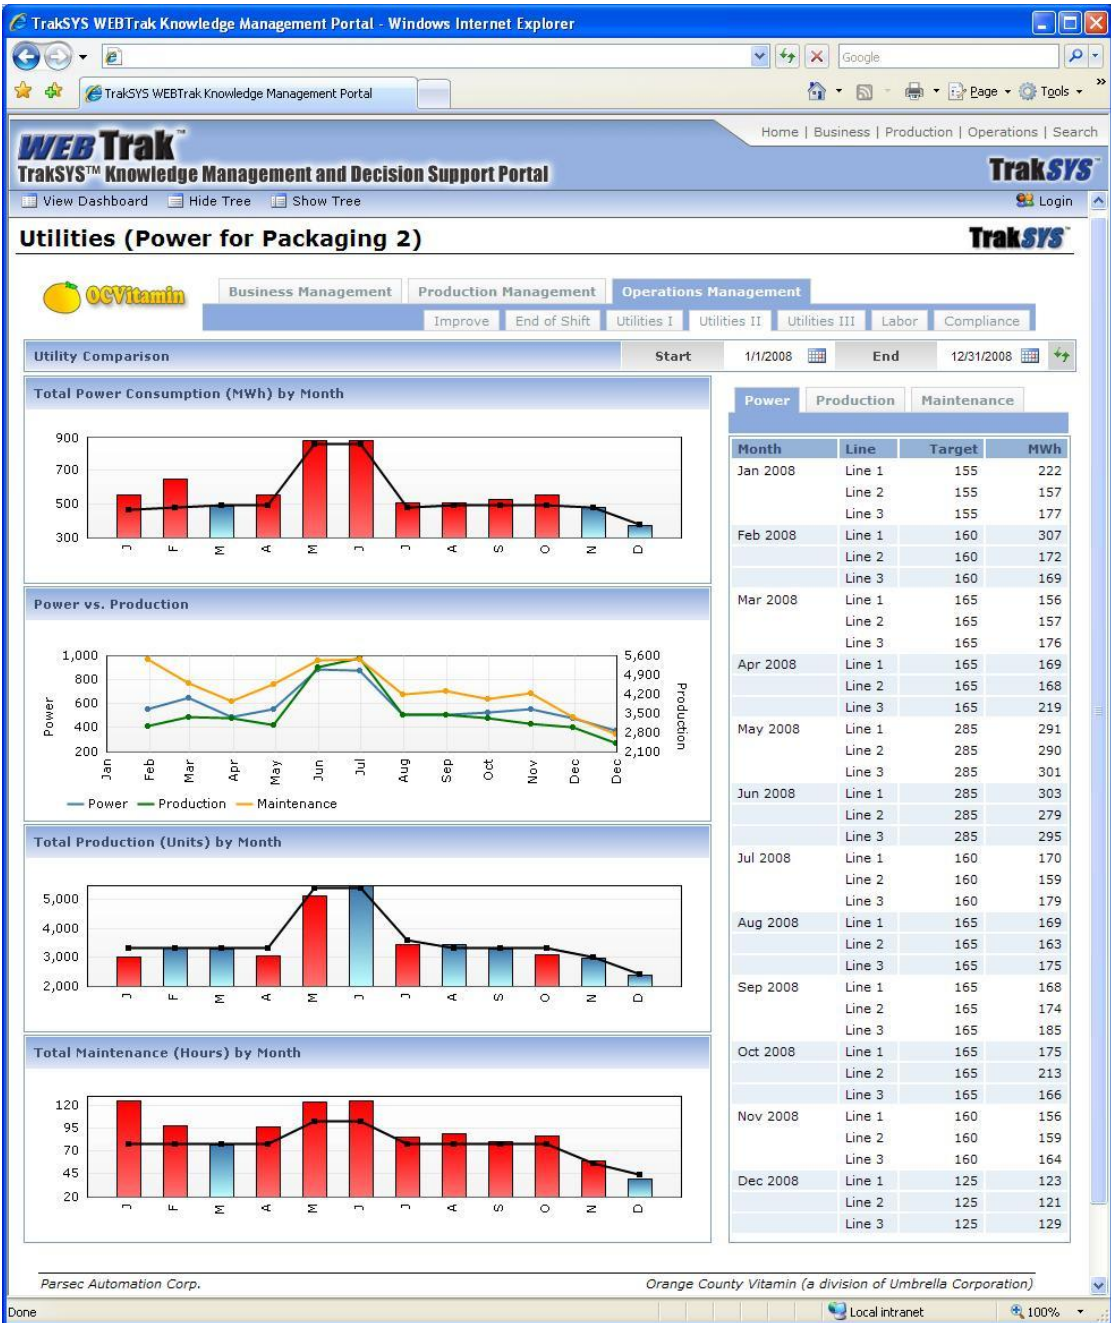 TrakSYS WEBTrak Knowledge Management Portal - Windows Internet Explorer
Google
TrakSYS WEBTrak Knowledge Management Portal
Page Tools »
Home | Business | Production | Operations | Search
WEB Trak™
TrakSYS™ Knowledge Management and Decision Support Portal
TrakSYS™
View Dashboard Hide Tree Show Tree Login
Utilities (Power for Packaging 2) TrakSYS™
OCVitamin
Business Management Production Management Operations Management
Improve End of Shift Utilities I Utilities II Utilities III Labor Compliance
Utility Comparison Start 1/1/2008 End 12/31/2008
Total Power Consumption (MWh) by Month
900
700
500
300
J F M A M J J A S O N D
Power vs. Production
1,000
800
600
400
200
Power
5,600
4,900
4,200
3,500
2,800
2,100
Production
Jan Feb Mar Apr May Jun Jul Aug Sep Oct Nov Dec Dec
Power Production Maintenance
Total Production (Units) by Month
5,000
4,000
3,000
2,000
J F M A M J J A S O N D
Total Maintenance (Hours) by Month
120
95
70
45
20
J F M A M J J A S O N D
Power Production Maintenance
Month Line Target MWh
Jan 2008 Line 1 155 222
Line 2 155 157
Line 3 155 177
Feb 2008 Line 1 160 307
Line 2 160 172
Line 3 160 169
Mar 2008 Line 1 165 156
Line 2 165 157
Line 3 165 176
Apr 2008 Line 1 165 169
Line 2 165 168
Line 3 165 219
May 2008 Line 1 285 291
Line 2 285 290
Line 3 285 301
Jun 2008 Line 1 285 303
Line 2 285 279
Line 3 285 295
Jul 2008 Line 1 160 170
Line 2 160 159
Line 3 160 179
Aug 2008 Line 1 165 169
Line 2 165 163
Line 3 165 175
Sep 2008 Line 1 165 168
Line 2 165 174
Line 3 165 185
Oct 2008 Line 1 165 175
Line 2 165 213
Line 3 165 166
Nov 2008 Line 1 160 156
Line 2 160 159
Line 3 160 164
Dec 2008 Line 1 125 123
Line 2 125 121
Line 3 125 129
Parsec Automation Corp. Orange County Vitamin (a division of Umbrella Corporation)
Done Local intranet 100%